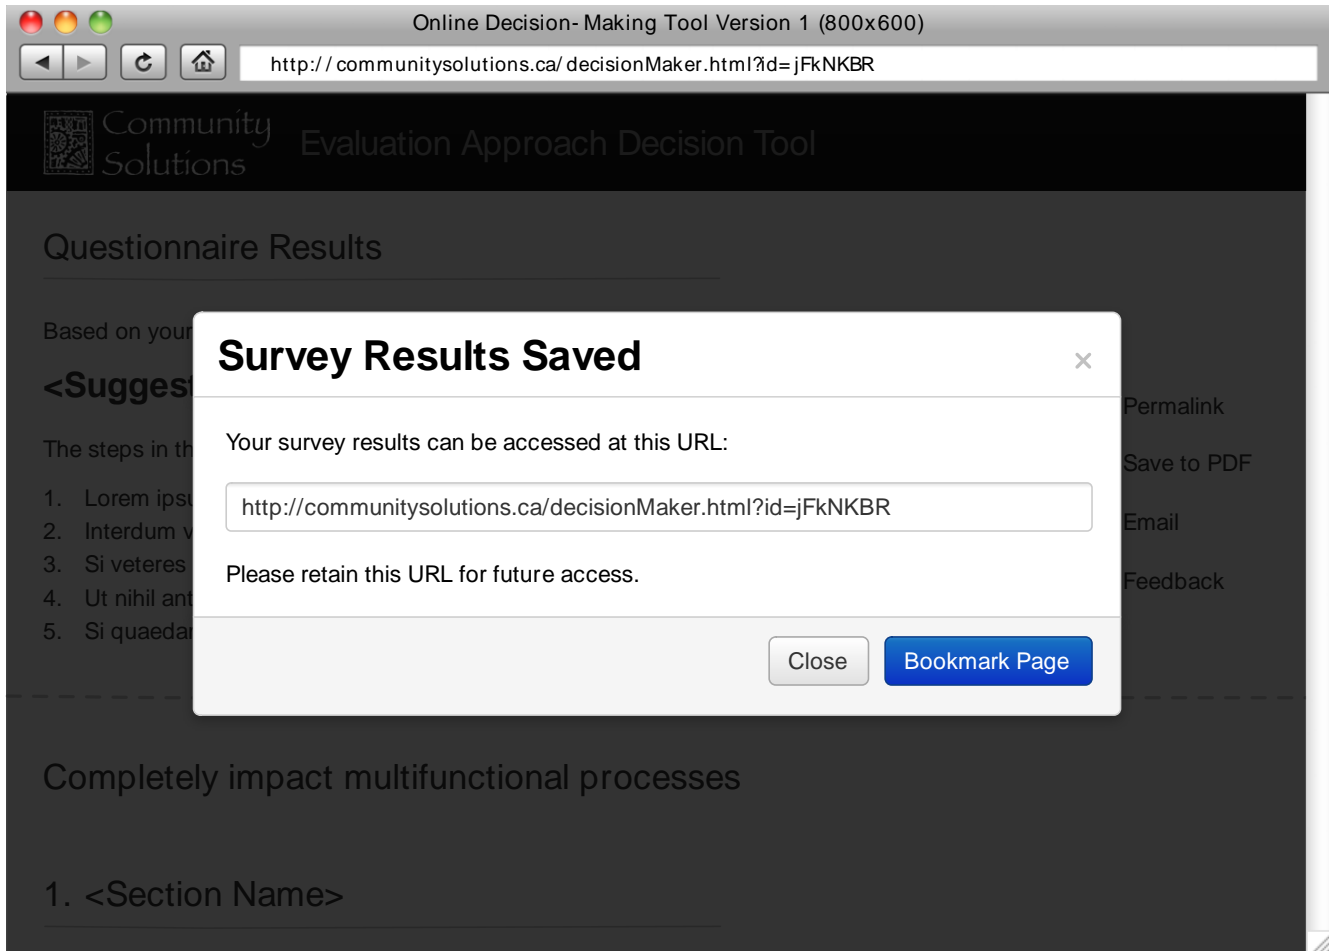 Online Decision- Making Tool Version 1 (800x600)
http:// communitysolutions.ca/ decisionMaker.html?id= jFkNKBR
Community
Solutions
Evaluation Approach Decision Tool
Questionnaire Results
Based on your
Survey Results Saved
×
<Suggest
Permalink
Your survey results can be accessed at this URL:
The steps in th
Save to PDF
1. Lorem ipsu
http://communitysolutions.ca/decisionMaker.html?id=jFkNKBR
2. Interdum v
Email
3. Si veteres
Please retain this URL for future access.
Feedback
4. Ut nihil ant
5. Si quaedar
Close
Bookmark Page
Completely impact multifunctional processes
1. <Section Name>